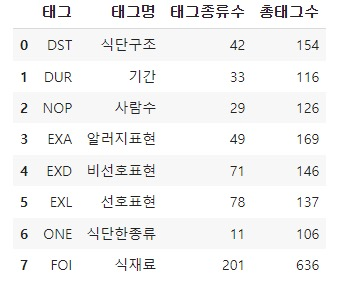 태그 태그명 태그종류수 총태그수
0 DST 식단구조 42 154
1 DUR 기간 33 116
2 NOP 사람수 29 126
3 EXA 알러지표현 49 169
4 EXD 비선호표현 71 146
5 EXL 선호표현 78 137
6 ONE 식단한종류 11 106
7 FOI 식재료 201 636